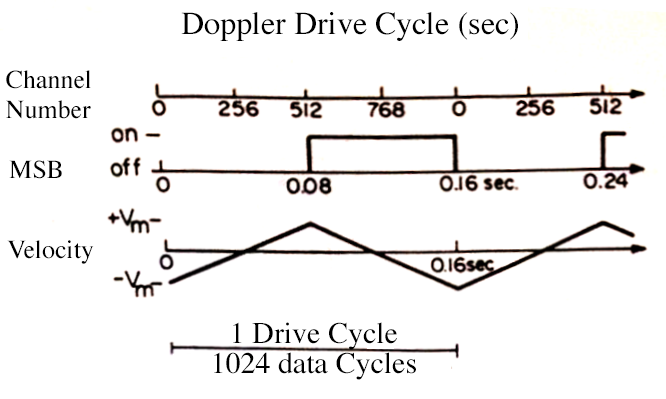 Doppler Drive Cycle (sec)
Channel
Number
0 256 512 768 0 256 512
on
MSB off
0 0.08 0.16 sec. 0.24
+Vm
Velocity
0 0.16sec
-Vm
1 Drive Cycle
1024 data Cycles